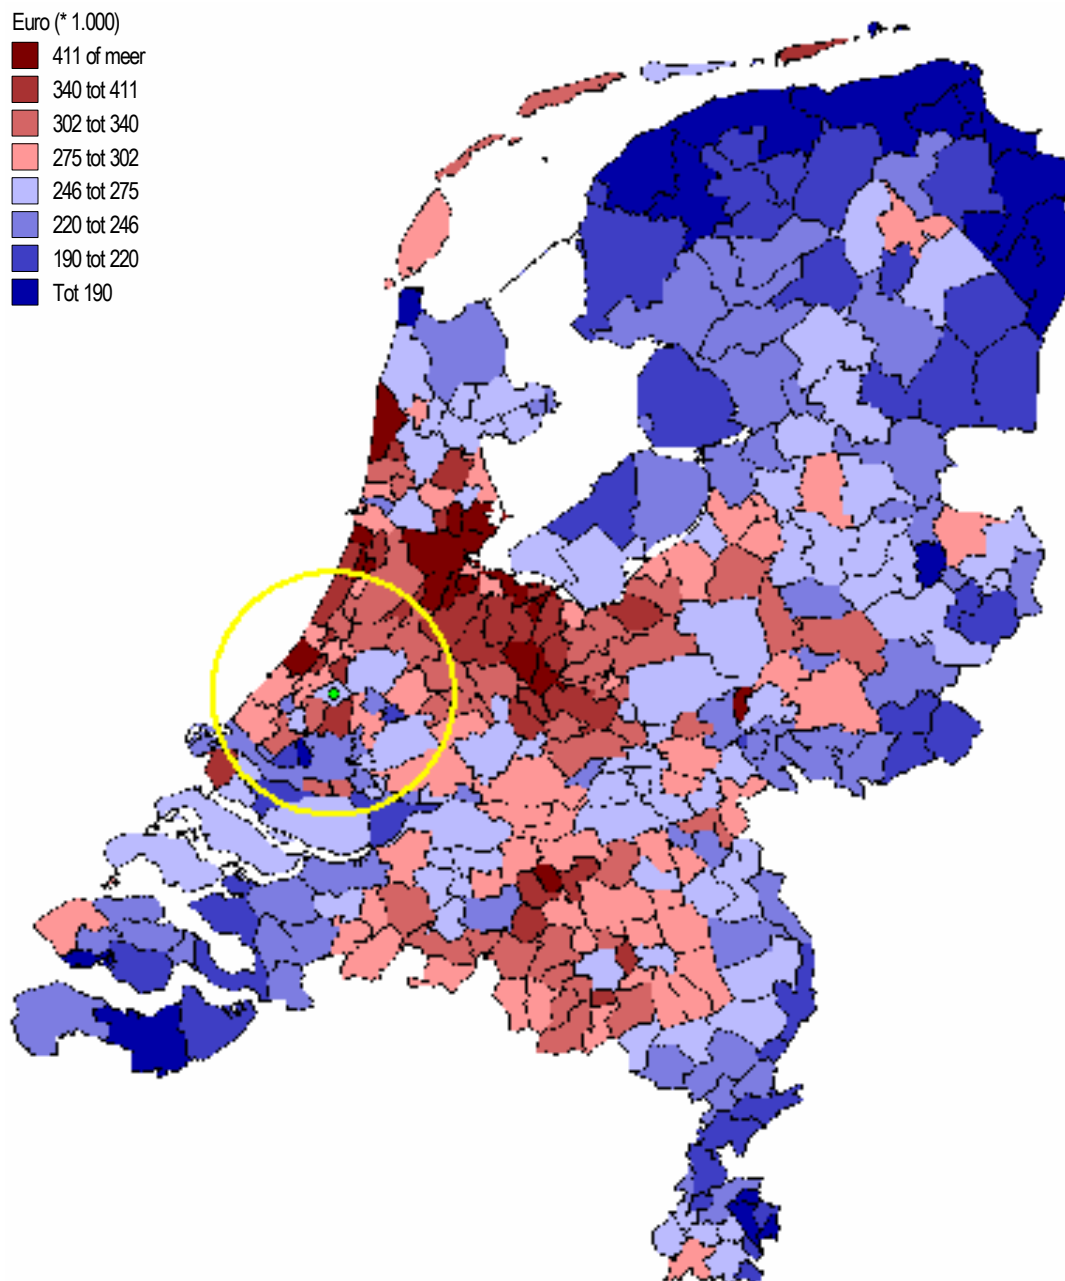 Euro (* 1.000)
411 of meer
340 tot 411
302 tot 340
275 tot 302
246 tot 275
220 tot 246
190 tot 220
Tot 190